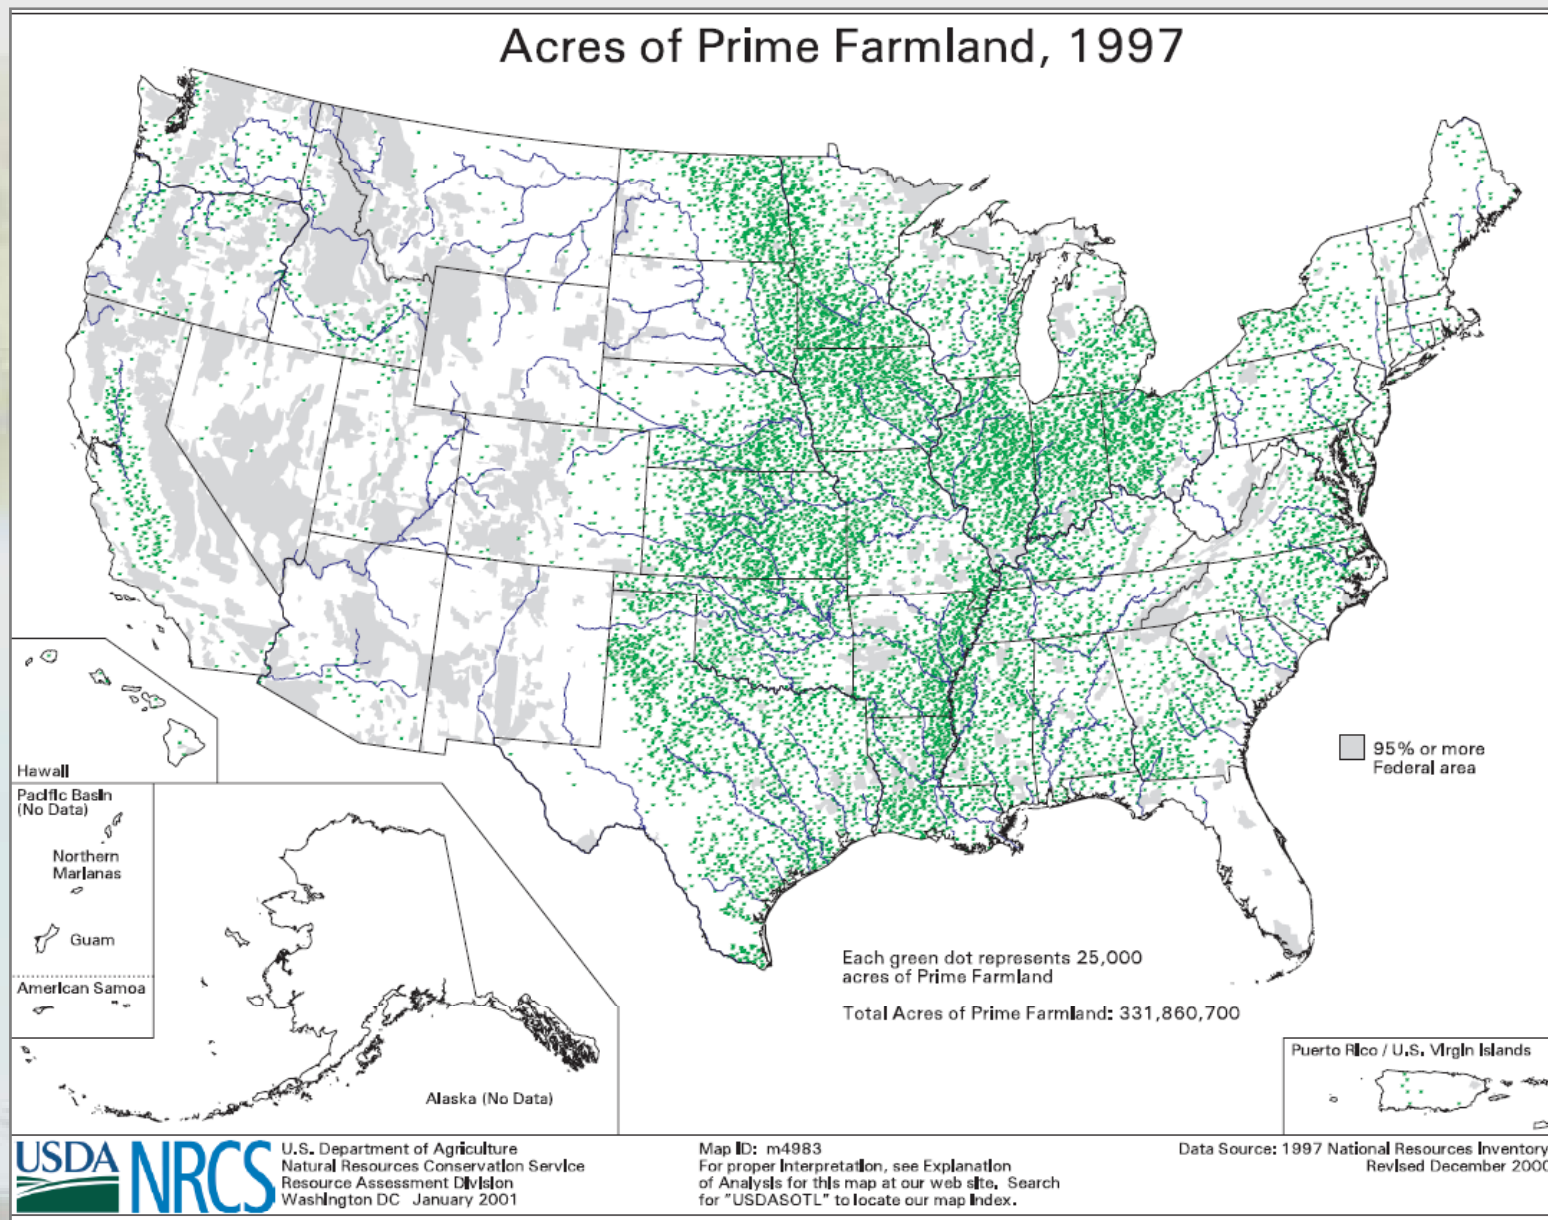 Acres of Prime Farmland, 1997
95% or more
Federal area
Hawaii
Pacific Basin
(No Data)
Northern
Marianas
Guam
American Samoa
Alaska (No Data)
Each green dot represents 25,000
acres of Prime Farmland
Total Acres of Prime Farmland: 331,860,700
Puerto Rico / U.S. Virgin Islands
USDA
NRCS
U.S. Department of Agriculture
Natural Resources Conservation Service
Resource Assessment Division
Washington DC January 2001
Map ID: m4983
For proper interpretation, see Explanation
of Analysis for this map at our web site. Search
for "USDASOTL" to locate our map index.
Data Source: 1997 National Resources Inventory
Revised December 2000